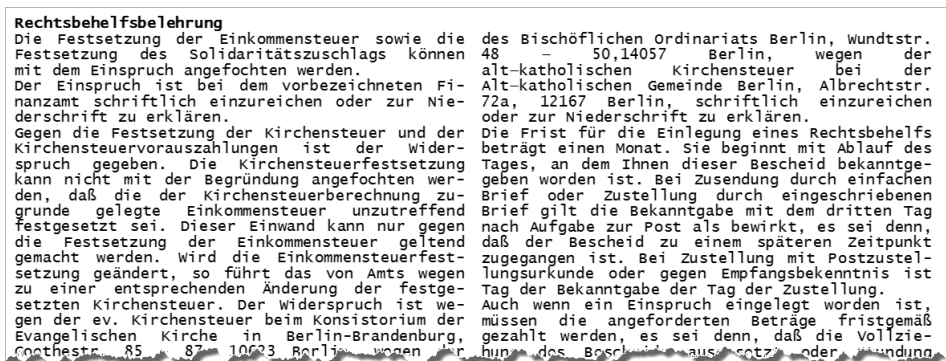 Rechtsbehelfsbelehrung
Die Festsetzung der Einkommensteuer sowie die
Festsetzung des Solidaritätszuschlags können
mit dem Einspruch angefochten werden.
Der Einspruch ist bei dem vorbezeichneten Fi-
nanzamt schriftlich einzureichen oder zur Nie-
derschrift zu erklären.
Gegen die Festsetzung der Kirchensteuer und der
Kirchensteuervorauszahlungen ist der Wider-
spruch gegeben. Die Kirchensteuerfestsetzung
kann nicht mit der Begründung angefochten wer-
den, daß die der Kirchensteuerberechnung zu-
grunde gelegte Einkommensteuer unzutreffend
festgesetzt sei. Dieser Einwand kann nur gegen
die Festsetzung der Einkommensteuer geltend
gemacht werden. Wird die Einkommensteuerfest-
setzung geändert, so führt das von Amts wegen
zu einer entsprechenden Änderung der festge-
setzten Kirchensteuer. Der Widerspruch ist we-
gen der ev. Kirchensteuer beim Konsistorium der
Evangelischen Kirche in Berlin-Brandenburg,
85 87 Berlin wegen
des Bischöflichen Ordinariats Berlin, Wundtstr.
48 – 50,14057 Berlin, wegen der
alt-katholischen Kirchensteuer bei der
Alt-katholischen Gemeinde Berlin, Albrechtstr.
72a, 12167 Berlin, schriftlich einzureichen
oder zur Niederschrift zu erklären.
Die Frist für die Einlegung eines Rechtsbehelfs
beträgt einen Monat. Sie beginnt mit Ablauf des
Tages, an dem Ihnen dieser Bescheid bekanntge-
geben worden ist. Bei Zusendung durch einfachen
Brief oder Zustellung durch eingeschriebenen
Brief gilt die Bekanntgabe mit dem dritten Tag
nach Aufgabe zur Post als bewirkt, es sei denn,
daß der Bescheid zu einem späteren Zeitpunkt
zugegangen ist. Bei Zustellung mit Postzustel-
lungsurkunde oder gegen Empfangsbekenntnis ist
Tag der Bekanntgabe der Tag der Zustellung.
Auch wenn ein Einspruch eingelegt worden ist,
müssen die angeforderten Beträge fristgemäß
gezahlt werden, es sei denn, daß die Vollzie-
des oder